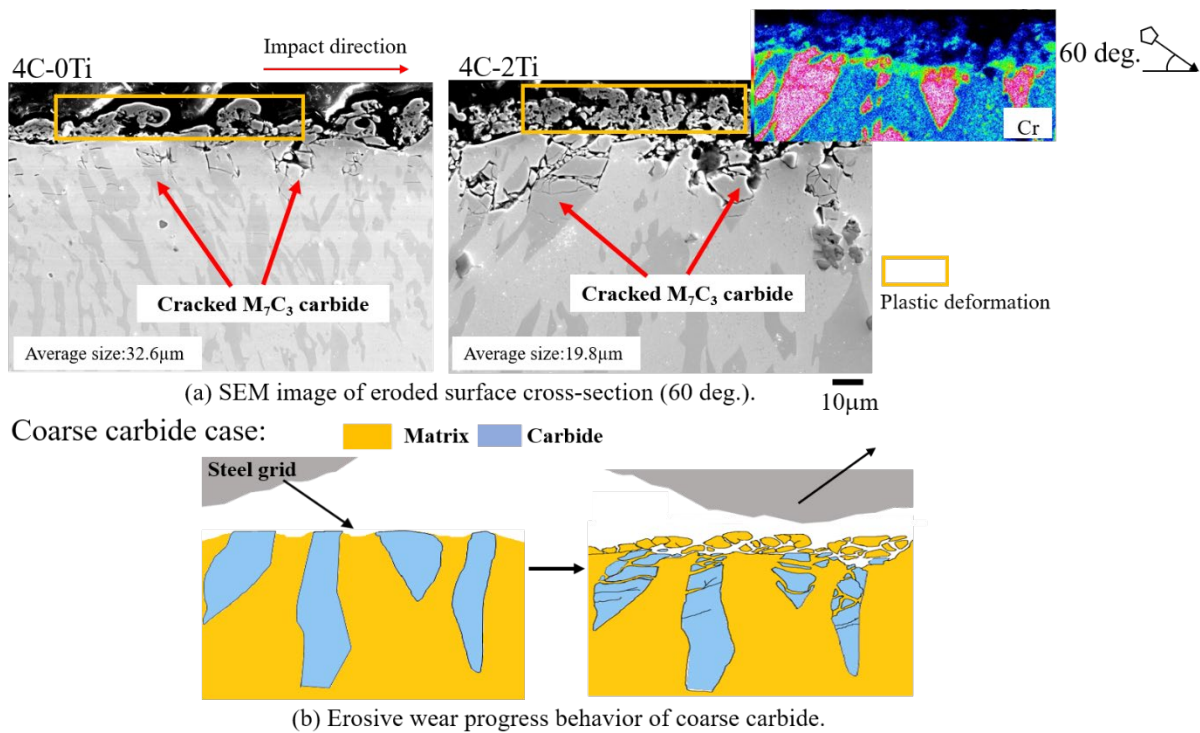 4C-0Ti
Impact direction
4C-2Ti
60 deg.
Cr
Cracked M₇C₃ carbide
Cracked M₇C₃ carbide
Plastic deformation
Average size:32.6μm
Average size:19.8μm
(a) SEM image of eroded surface cross-section (60 deg.).
10μm
Coarse carbide case:
Matrix
Carbide
Steel grid
(b) Erosive wear progress behavior of coarse carbide.